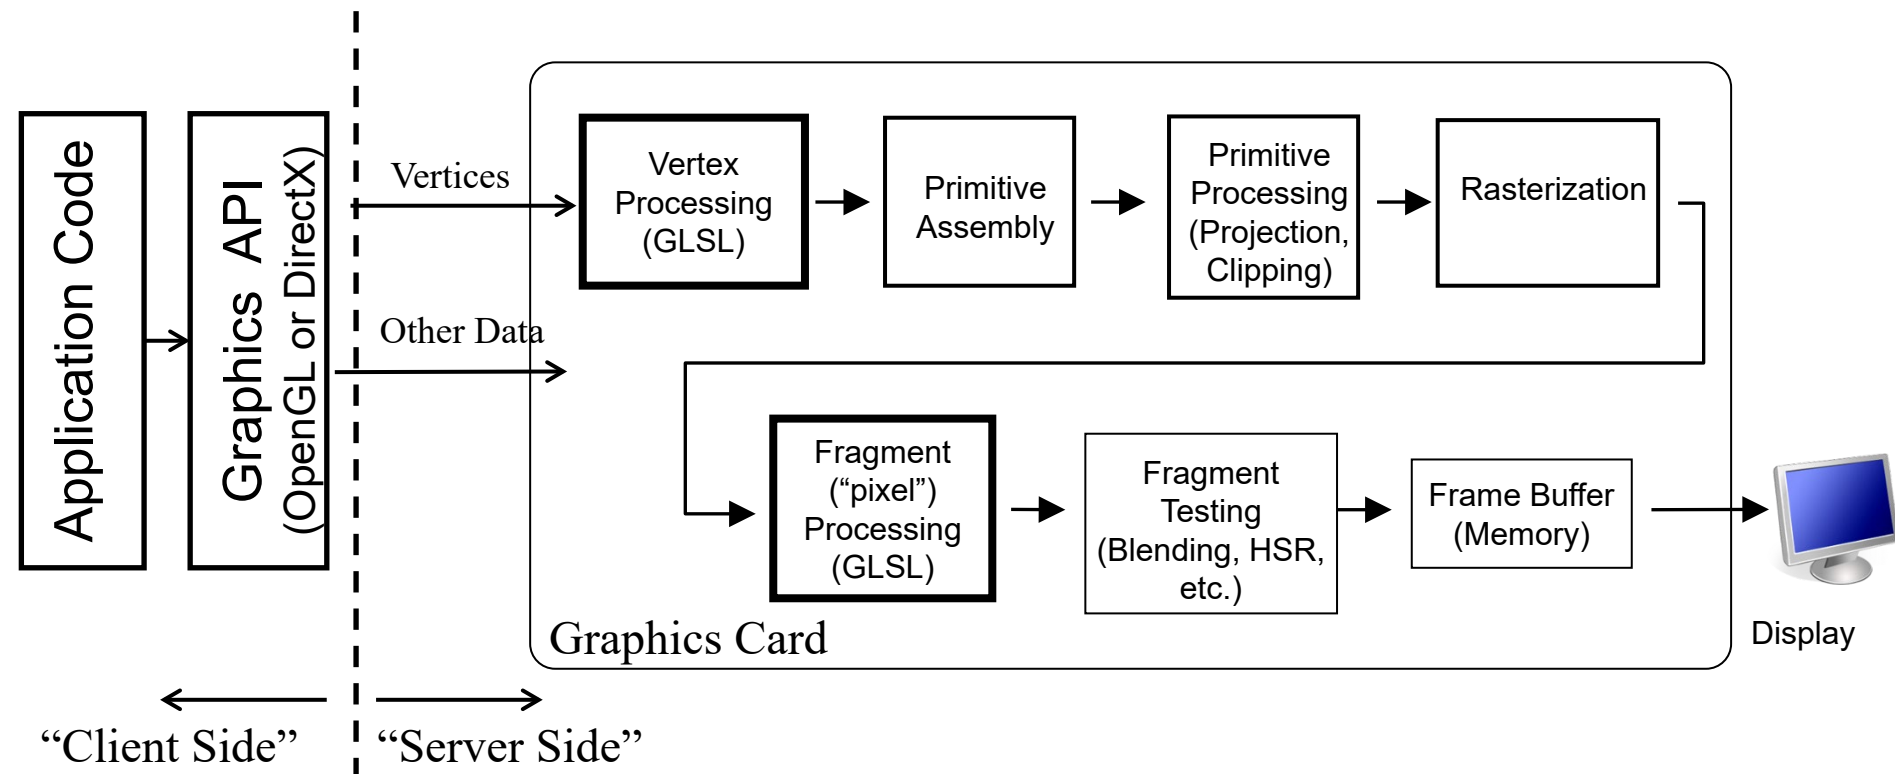 Application Code
Graphics API
(OpenGL or DirectX)
Vertices
Other Data
Vertex
Processing
(GLSL)
Primitive
Assembly
Primitive
Processing
(Projection,
Clipping)
Rasterization
Fragment
(“pixel”)
Processing
(GLSL)
Fragment
Testing
(Blending, HSR,
etc.)
Frame Buffer
(Memory)
Display
Graphics Card
“Client Side”
“Server Side”